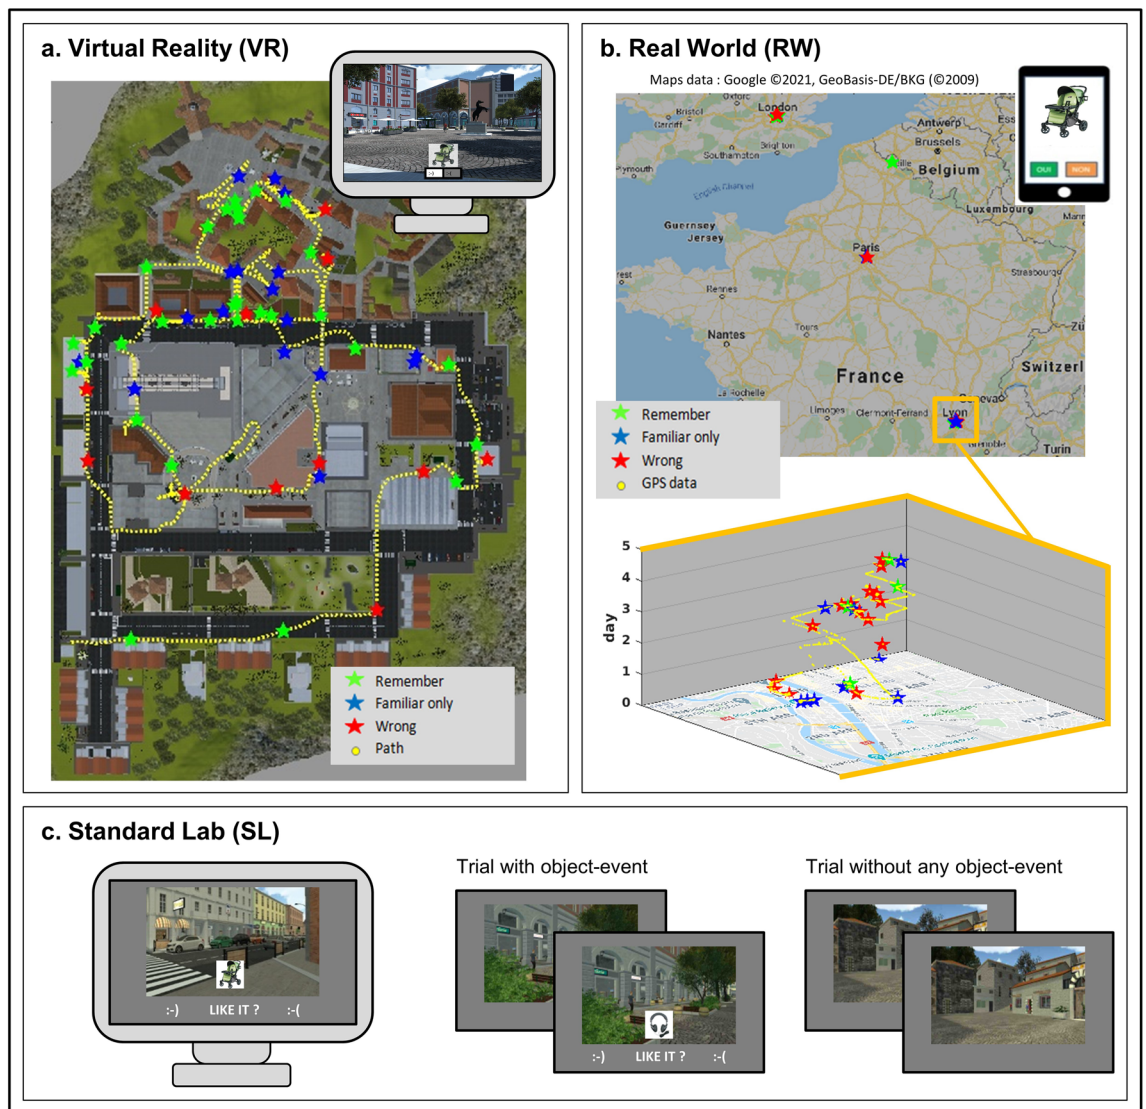 a. Virtual Reality (VR)
Remember
Familiar only
Wrong
Path
b. Real World (RW)
Maps data : Google ©2021, GeoBasis-DE/BKG (©2009)
OUI NON
Oxford
London
Bristol
Cardiff
Brighton
Southampton
Plymouth
English Channel
Antwerp
Brussels
Belgium
Guernsey
Jersey
Luxembourg
Paris
Strasbourg
Rennes
Nantes
Tours
France
Switzerl
La Rochelle
Limoges
Clermont-Ferrand
Lyon
Turin
Remember
Familiar only
Wrong
GPS data
day
5
4
3
2
1
0
c. Standard Lab (SL)
:-) LIKE IT ? :-(
Trial with object-event
:-) LIKE IT ? :-(
Trial without any object-event